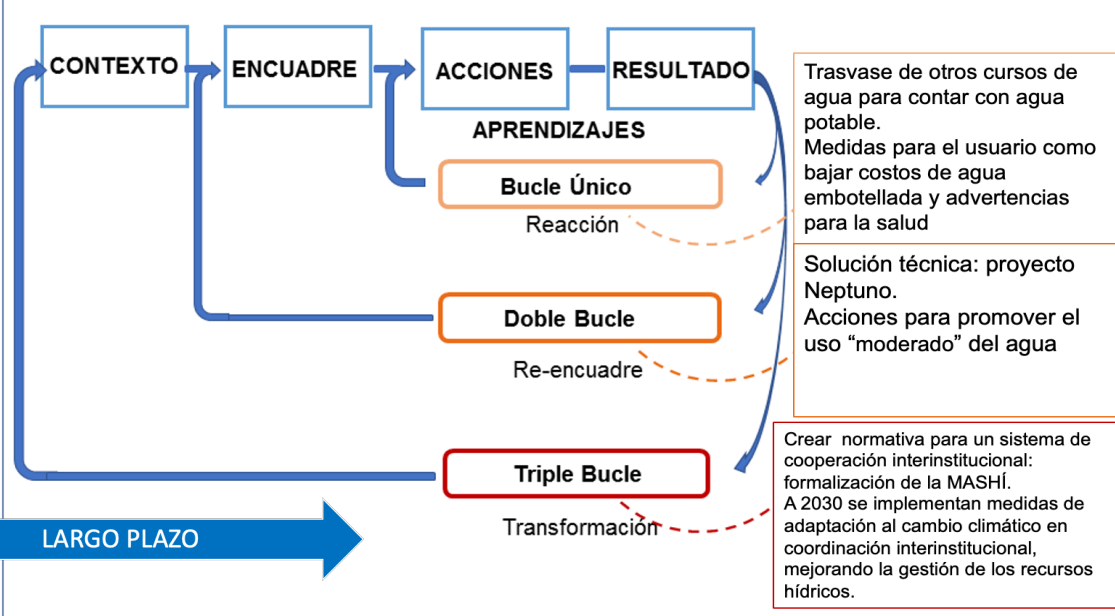 CONTEXTO
ENCUADRE
ACCIONES
RESULTADO
APRENDIZAJES
Bucle Único
Reacción
Trasvase de otros cursos de
agua para contar con agua
potable.
Medidas para el usuario como
bajar costos de agua
embotellada y advertencias
para la salud
Doble Bucle
Re-encuadre
Solución técnica: proyecto
Neptuno.
Acciones para promover el
uso “moderado” del agua
Triple Bucle
Transformación
Crear normativa para un sistema de
cooperación interinstitucional:
formalización de la MASHÍ.
A 2030 se implementan medidas de
adaptación al cambio climático en
coordinación interinstitucional,
mejorando la gestión de los recursos
hídricos.
LARGO PLAZO